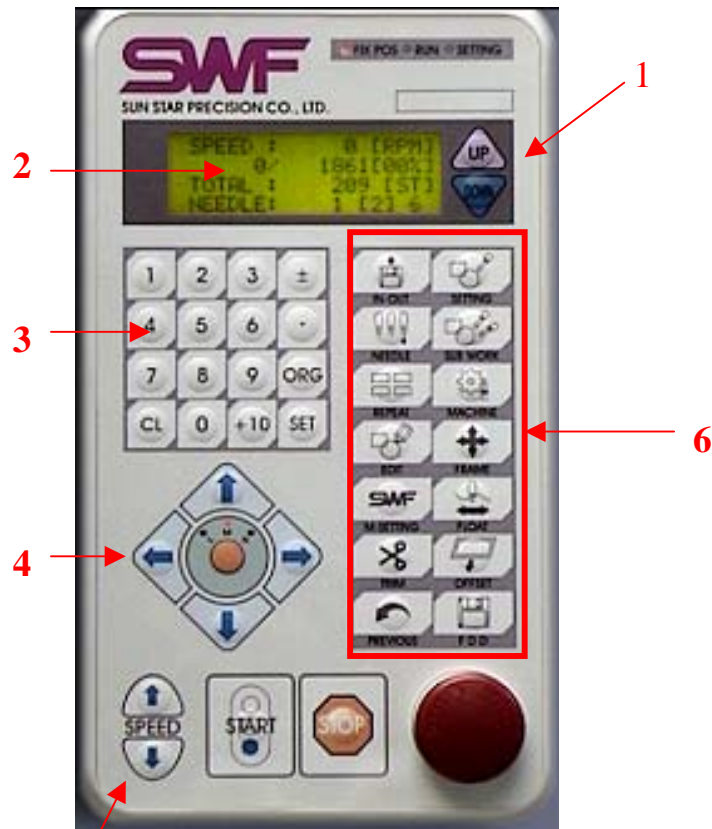 SWF
FIX POS RUN SETTING
SUN STAR PRECISION CO., LTD.
1
UP
DOWN
2
SPEED : 0 [RPM]
0/ 1861[00%]
TOTAL : 209 [ST]
NEEDLE: 1 [2] 6
1 2 3 ±
4 5 6 ·
7 8 9 ORG
CL 0 +10 SET
3
IN OUT SETTING
NEEDLE SUB WORK
REPEAT MACHINE
EDIT FRAME
SWF
M.SETTING FLOAT
TRIM OFFSET
PREVIOUS F D D
6
4
M
SPEED
START
STOP